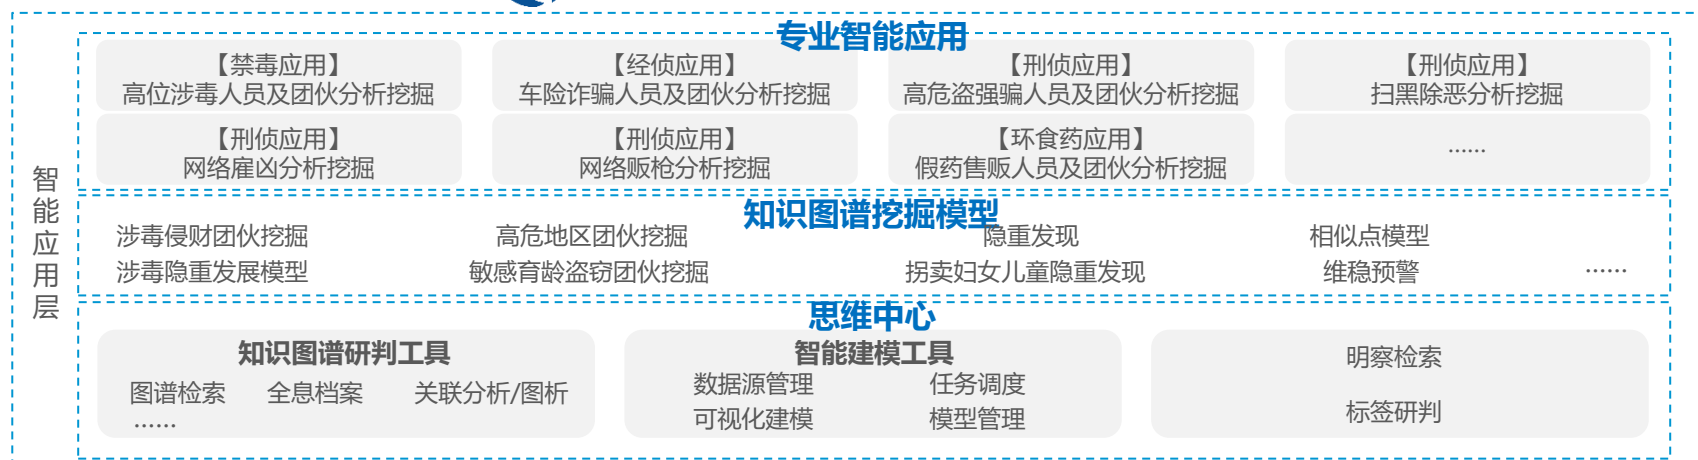 专业智能应用
【禁毒应用】
高位涉毒人员及团伙分析挖掘
【经侦应用】
车险诈骗人员及团伙分析挖掘
【刑侦应用】
高危盗强骗人员及团伙分析挖掘
【刑侦应用】
扫黑除恶分析挖掘
【刑侦应用】
网络雇凶分析挖掘
【刑侦应用】
网络贩枪分析挖掘
【环食药应用】
假药售贩人员及团伙分析挖掘
……
智能应用层
知识图谱挖掘模型
涉毒侵财团伙挖掘
高危地区团伙挖掘
隐重发现
相似点模型
涉毒隐重发展模型
敏感育龄盗窃团伙挖掘
拐卖妇女儿童隐重发现
维稳预警
……
思维中心
知识图谱研判工具
图谱检索
全息档案
关联分析/图析
……
智能建模工具
数据源管理
任务调度
可视化建模
模型管理
明察检索
标签研判